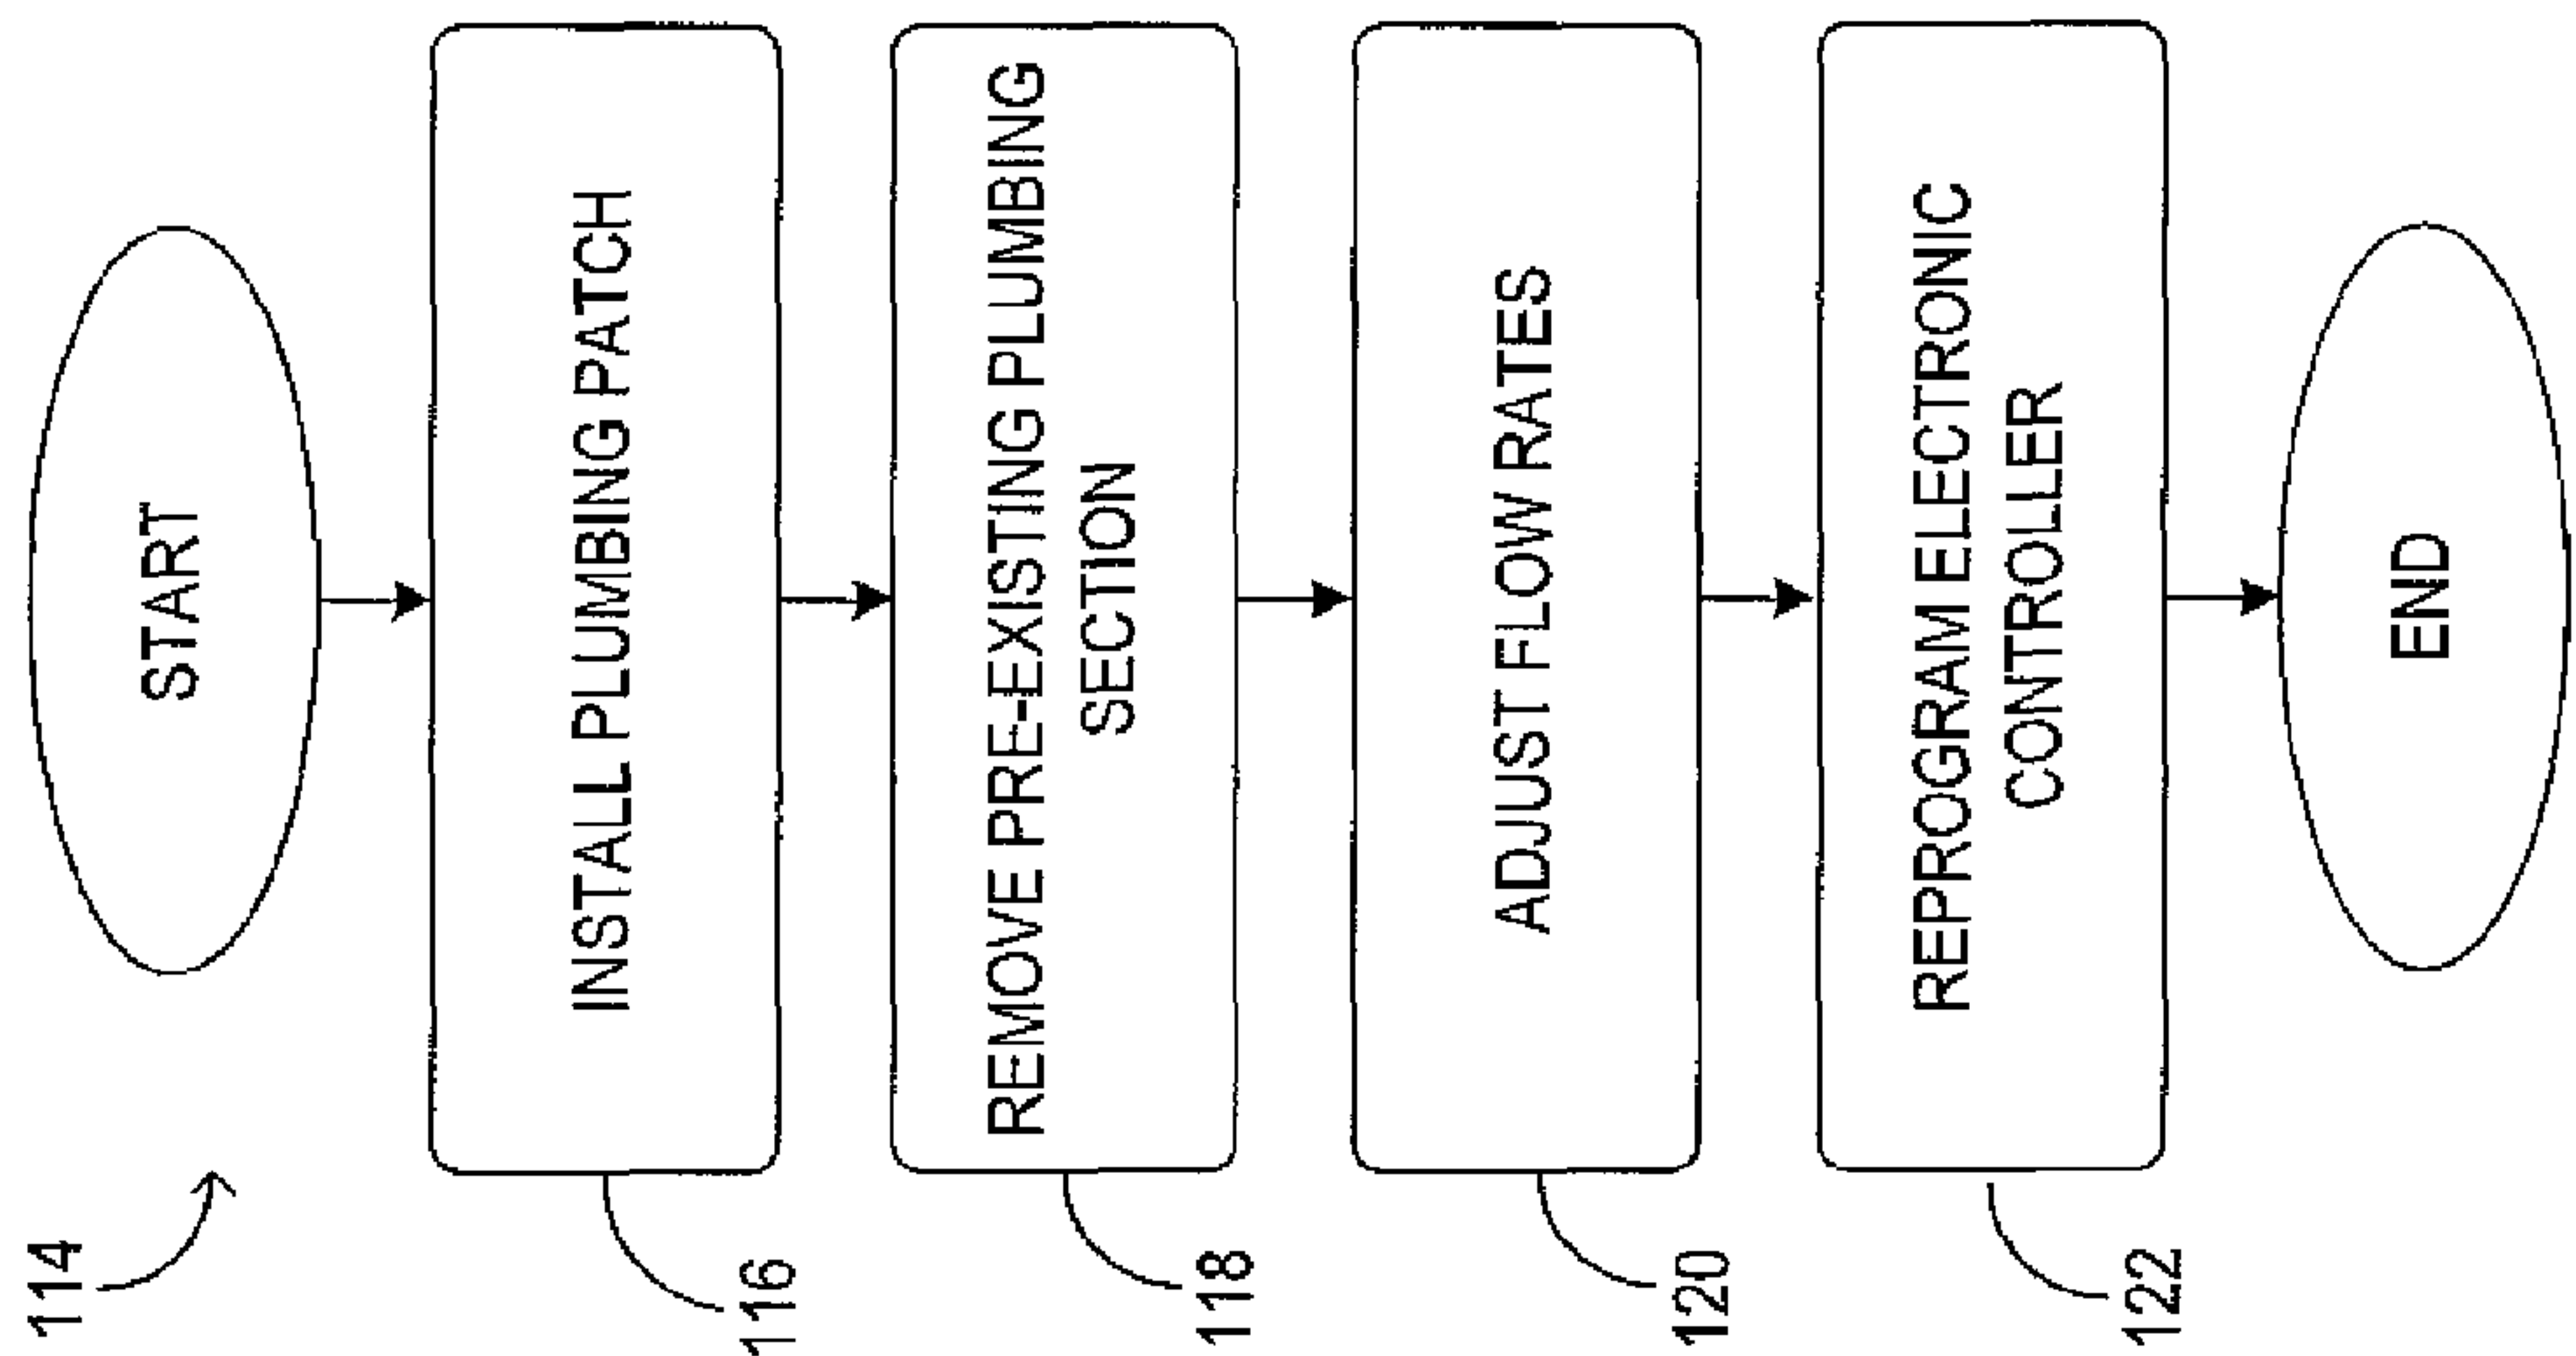 114
START
116
INSTALL PLUMBING PATCH
118
REMOVE PRE-EXISTING PLUMBING
SECTION
120
ADJUST FLOW RATES
122
REPROGRAM ELECTRONIC
CONTROLLER
END